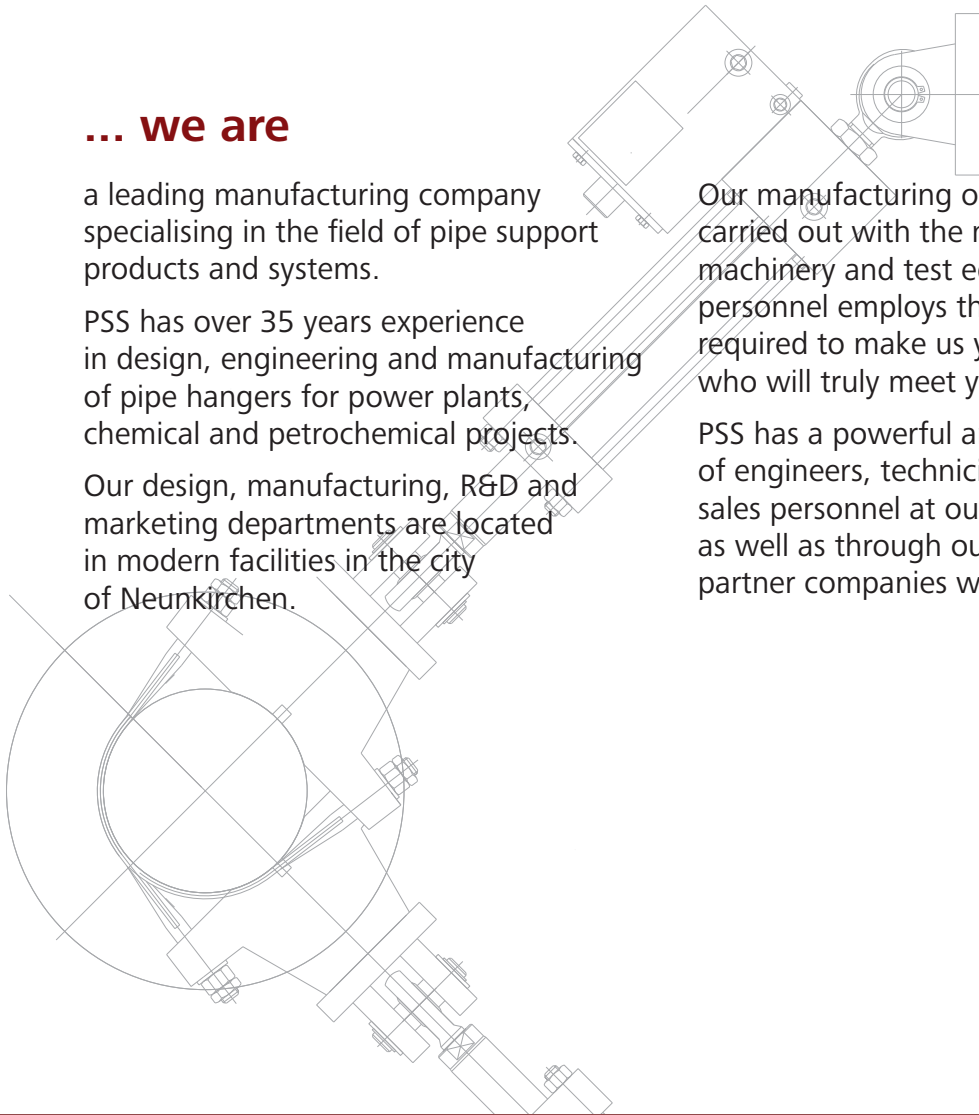 ... we are
a leading manufacturing company
specialising in the field of pipe support
products and systems.
PSS has over 35 years experience
in design, engineering and manufacturing
of pipe hangers for power plants,
chemical and petrochemical projects.
Our design, manufacturing, R&D and
marketing departments are located
in modern facilities in the city
of Neunkirchen.
Our manufacturing
carried out with the
machinery and test
personnel employs
required to make us
who will truly meet
PSS has a powerful
of engineers,
sales personnel at
as well as through
partner companies